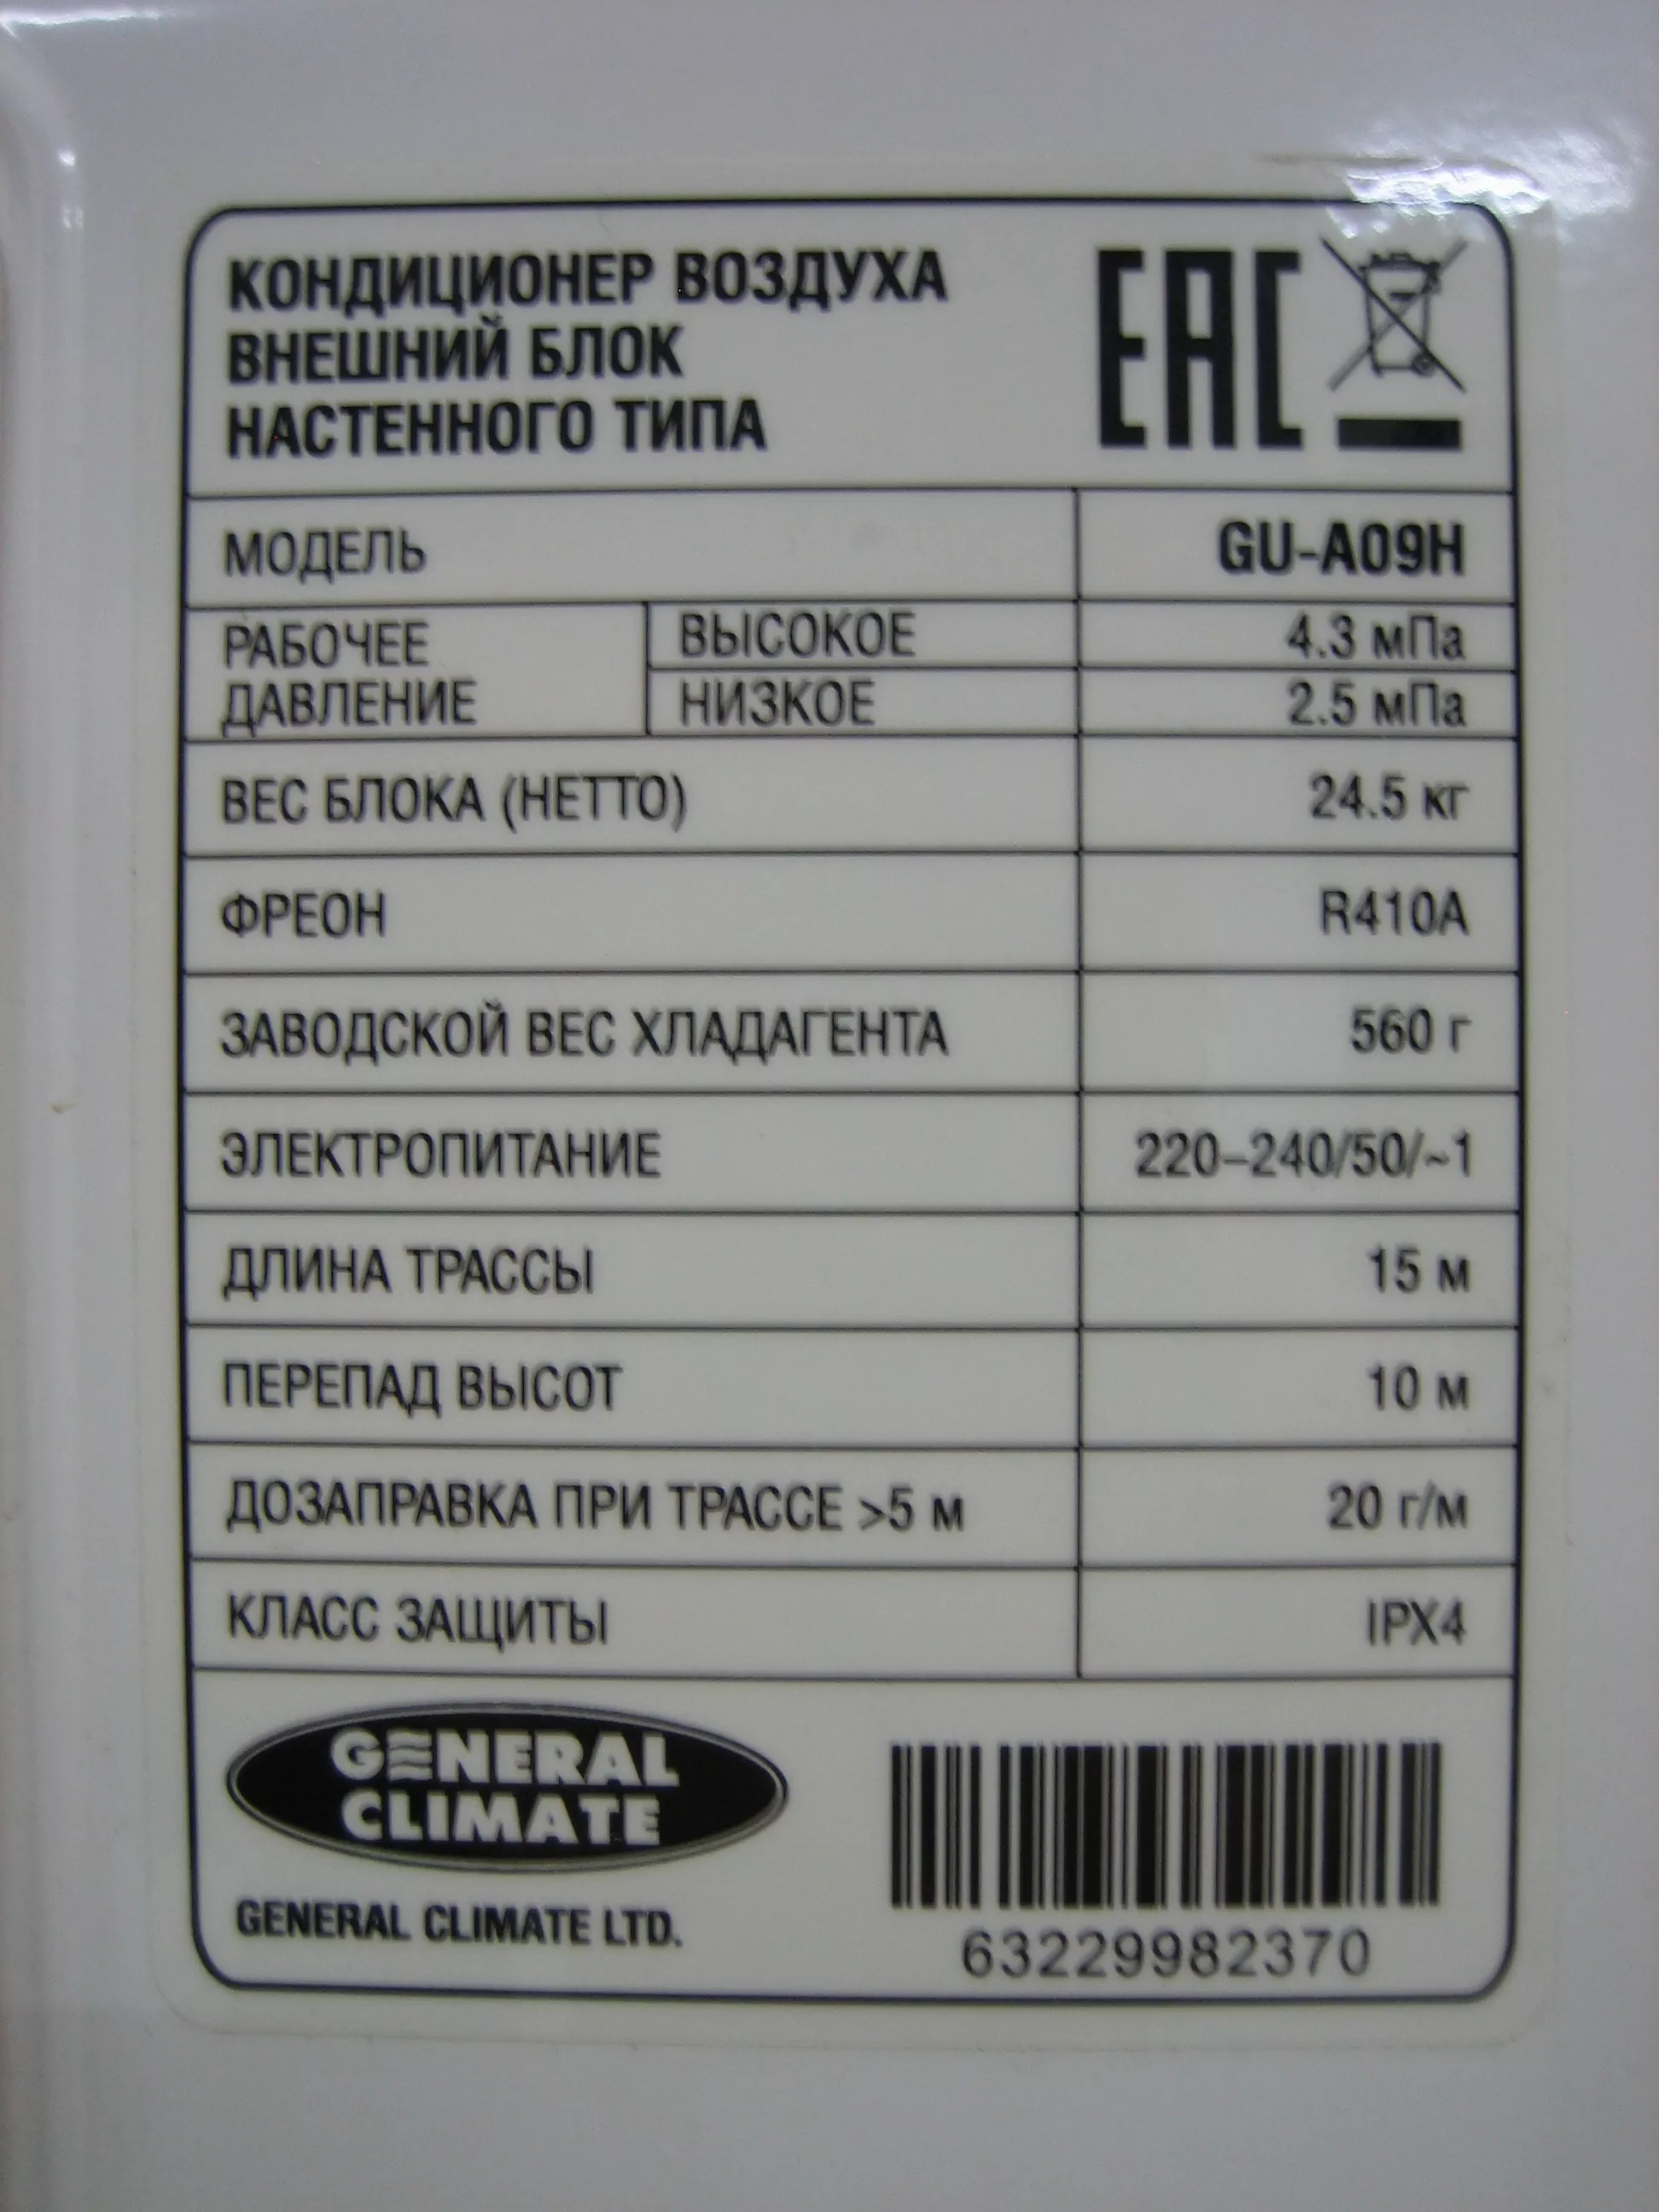 КОНДИЦИОНЕР ВОЗДУХА
ВНЕШНИЙ БЛОК
НАСТЕННОГО ТИПА
EAC
МОДЕЛЬ GU-A09H
РАБОЧЕЕ ДАВЛЕНИЕ ВЫСОКОЕ 4.3 мПа
НИЗКОЕ 2.5 мПа
ВЕС БЛОКА (НЕТТО) 24.5 кг
ФРЕОН R410A
ЗАВОДСКОЙ ВЕС ХЛАДАГЕНТА 560 г
ЭЛЕКТРОПИТАНИЕ 220–240/50/~1
ДЛИНА ТРАССЫ 15 м
ПЕРЕПАД ВЫСОТ 10 м
ДОЗАПРАВКА ПРИ ТРАССЕ >5 м 20 г/м
КЛАСС ЗАЩИТЫ IPX4
GENERAL
CLIMATE
GENERAL CLIMATE LTD.
63229982370